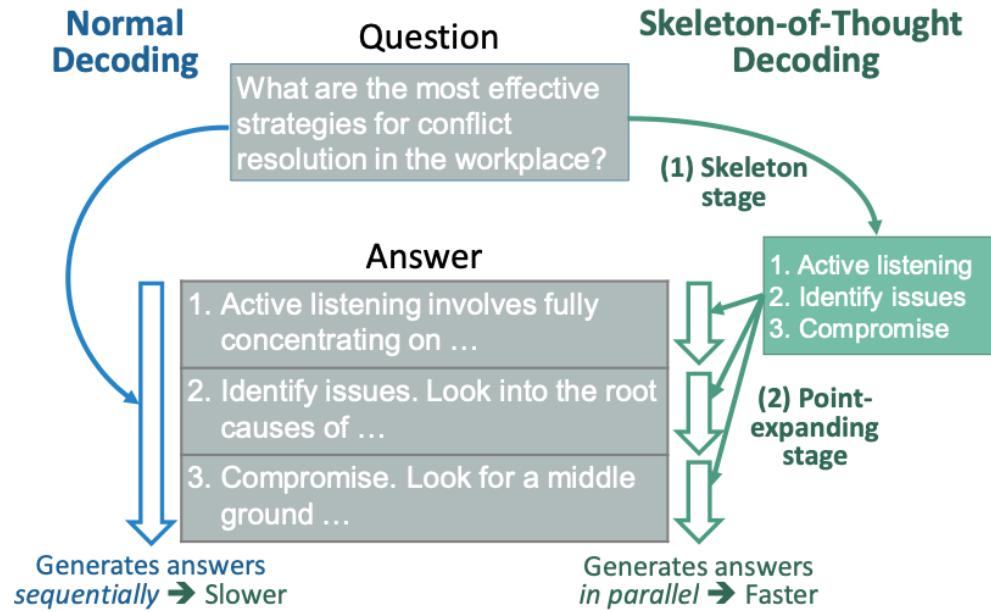 Normal
Decoding
Question
Skeleton-of-Thought
Decoding
What are the most effective
strategies for conflict
resolution in the workplace?
(1) Skeleton
stage
Answer
1. Active listening
2. Identify issues
3. Compromise
1. Active listening involves fully
concentrating on …
2. Identify issues. Look into the root
causes of …
3. Compromise. Look for a middle
ground …
(2) Point-
expanding
stage
Generates answers
sequentially ➔ Slower
Generates answers
in parallel ➔ Faster